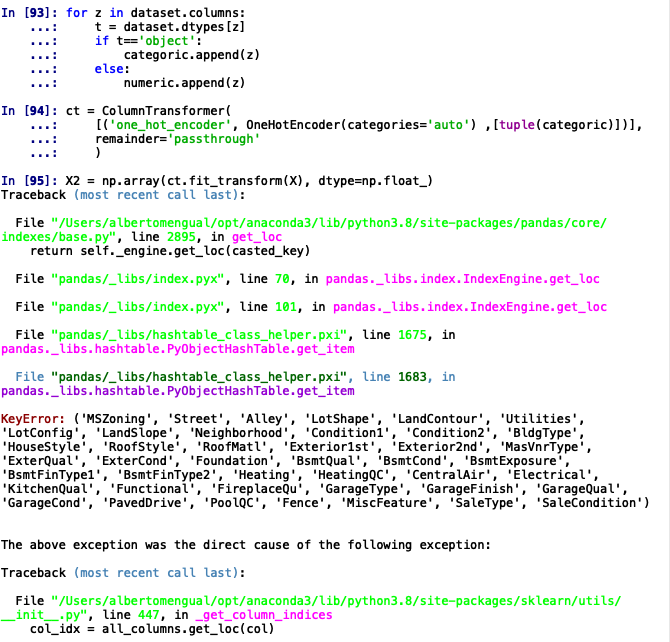 In [93]: for z in dataset.columns:
...: t = dataset.dtypes[z]
...: if t=='object':
...: categoric.append(z)
...: else:
...: numeric.append(z)
In [94]: ct = ColumnTransformer(
...: [('one_hot_encoder', OneHotEncoder(categories='auto') ,[tuple(categoric)])],
...: remainder='passthrough'
...: )
In [95]: X2 = np.array(ct.fit_transform(X), dtype=np.float_)
Traceback (most recent call last):
File "/Users/albertomengual/opt/anaconda3/lib/python3.8/site-packages/pandas/core/
indexes/base.py", line 2895, in get_loc
return self._engine.get_loc(casted_key)
File "pandas/_libs/index.pyx", line 70, in pandas._libs.index.IndexEngine.get_loc
File "pandas/_libs/index.pyx", line 101, in pandas._libs.index.IndexEngine.get_loc
File "pandas/_libs/hashtable_class_helper.pxi", line 1675, in
pandas._libs.hashtable.PyObjectHashTable.get_item
File "pandas/_libs/hashtable_class_helper.pxi", line 1683, in
pandas._libs.hashtable.PyObjectHashTable.get_item
KeyError: ('MSZoning', 'Street', 'Alley', 'LotShape', 'LandContour', 'Utilities',
'LotConfig', 'LandSlope', 'Neighborhood', 'Condition1', 'Condition2', 'BldgType',
'HouseStyle', 'RoofStyle', 'RoofMatl', 'Exterior1st', 'Exterior2nd', 'MasVnrType',
'ExterQual', 'ExterCond', 'Foundation', 'BsmtQual', 'BsmtCond', 'BsmtExposure',
'BsmtFinType1', 'BsmtFinType2', 'Heating', 'HeatingQC', 'CentralAir', 'Electrical',
'KitchenQual', 'Functional', 'FireplaceQu', 'GarageType', 'GarageFinish', 'GarageQual',
'GarageCond', 'PavedDrive', 'PoolQC', 'Fence', 'MiscFeature', 'SaleType', 'SaleCondition')
The above exception was the direct cause of the following exception:
Traceback (most recent call last):
File "/Users/albertomengual/opt/anaconda3/lib/python3.8/site-packages/sklearn/utils/
__init__.py", line 447, in _get_column_indices
col_idx = all_columns.get_loc(col)